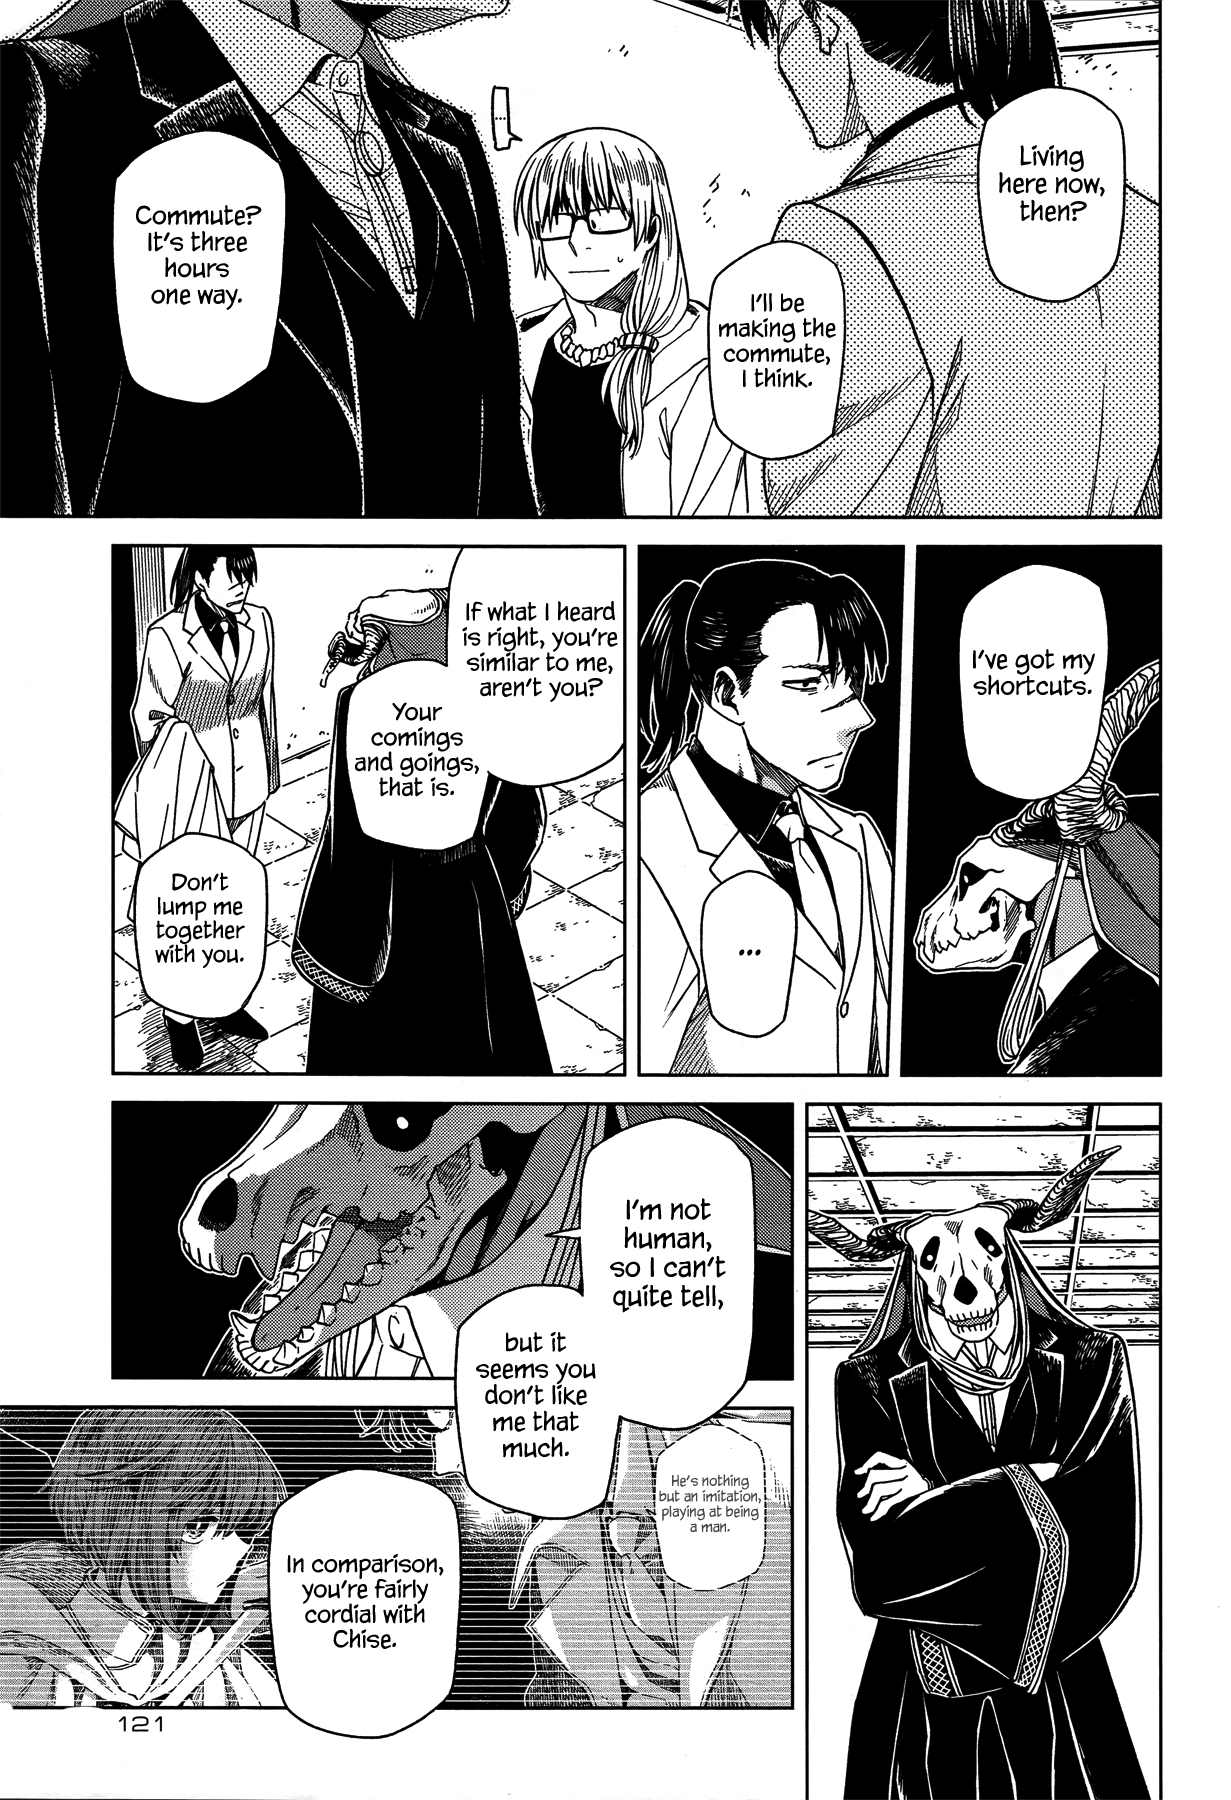 Living
here now,
then?
I'll be
making the
commute,
I think.
Commute?
It's three
hours
one way.
I've got my
shortcuts.
...
If what I heard
is right, you're
similar to me,
aren't you?
Your
comings
and goings,
that is.
Don't
lump me
together
with you.
I'm not
human,
so I can't
quite tell,
but it
seems you
don't like
me that
much.
He's nothing
but an imitation,
playing at being
a man.
In comparison,
you're fairly
cordial with
Chise.
121